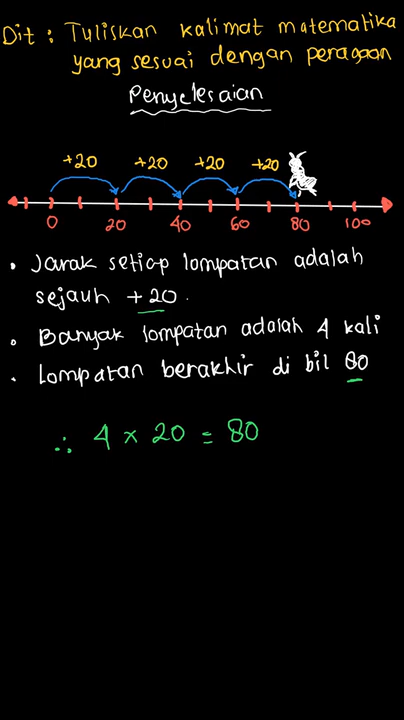 Dit : Tuliskan kalimat matematika
yang sesuai dengan peragaan
Penyelesaian
+20 +20 +20 +20
0 20 40 60 80 100
• Jarak setiap lompatan adalah
sejauh +20.
• Banyak lompatan adalah 4 kali
• Lompatan berakhir di bil 80
∴ 4 × 20 = 80